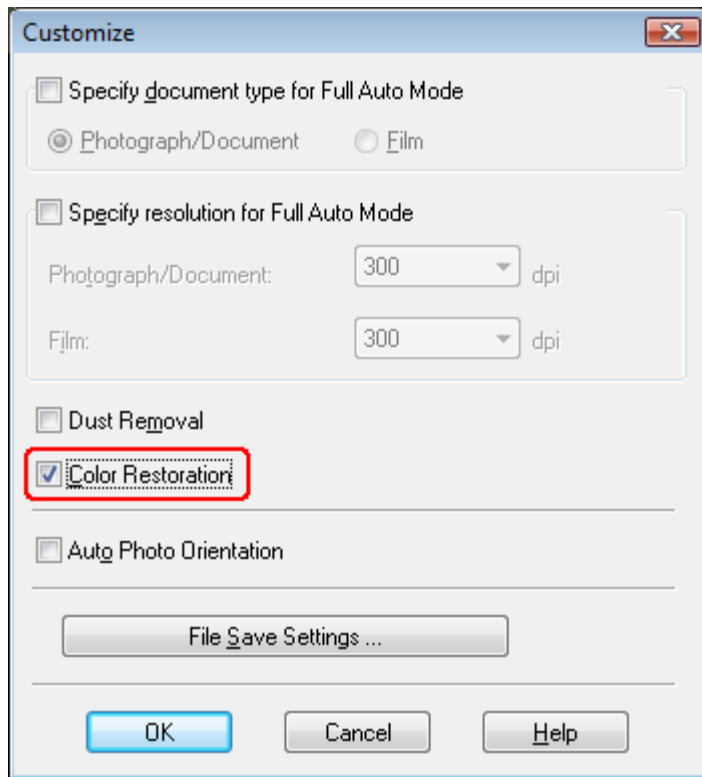 Customize
Specify document type for Full Auto Mode
Photograph/Document Film
Specify resolution for Full Auto Mode
Photograph/Document: 300 dpi
Film: 300 dpi
Dust Removal
Color Restoration
Auto Photo Orientation
File Save Settings ...
OK Cancel Help